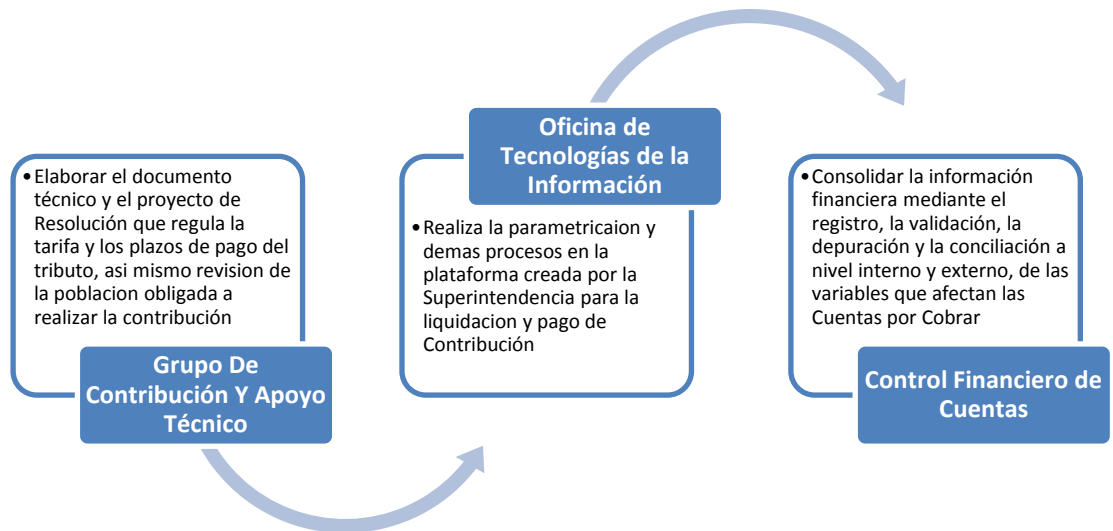 •Elaborar el documento
técnico y el proyecto de
Resolución que regula la
tarifa y los plazos de pago del
tributo, asi mismo revision de
la poblacion obligada a
realizar la contribución
Grupo De
Contribución Y Apoyo
Técnico
Oficina de
Tecnologías de la
Información
•Realiza la parametricaion y
demas procesos en la
plataforma creada por la
Superintendencia para la
liquidacion y pago de
Contribución
•Consolidar la información
financiera mediante el
registro, la validación, la
depuración y la conciliación a
nivel interno y externo, de las
variables que afectan las
Cuentas por Cobrar
Control Financiero de
Cuentas